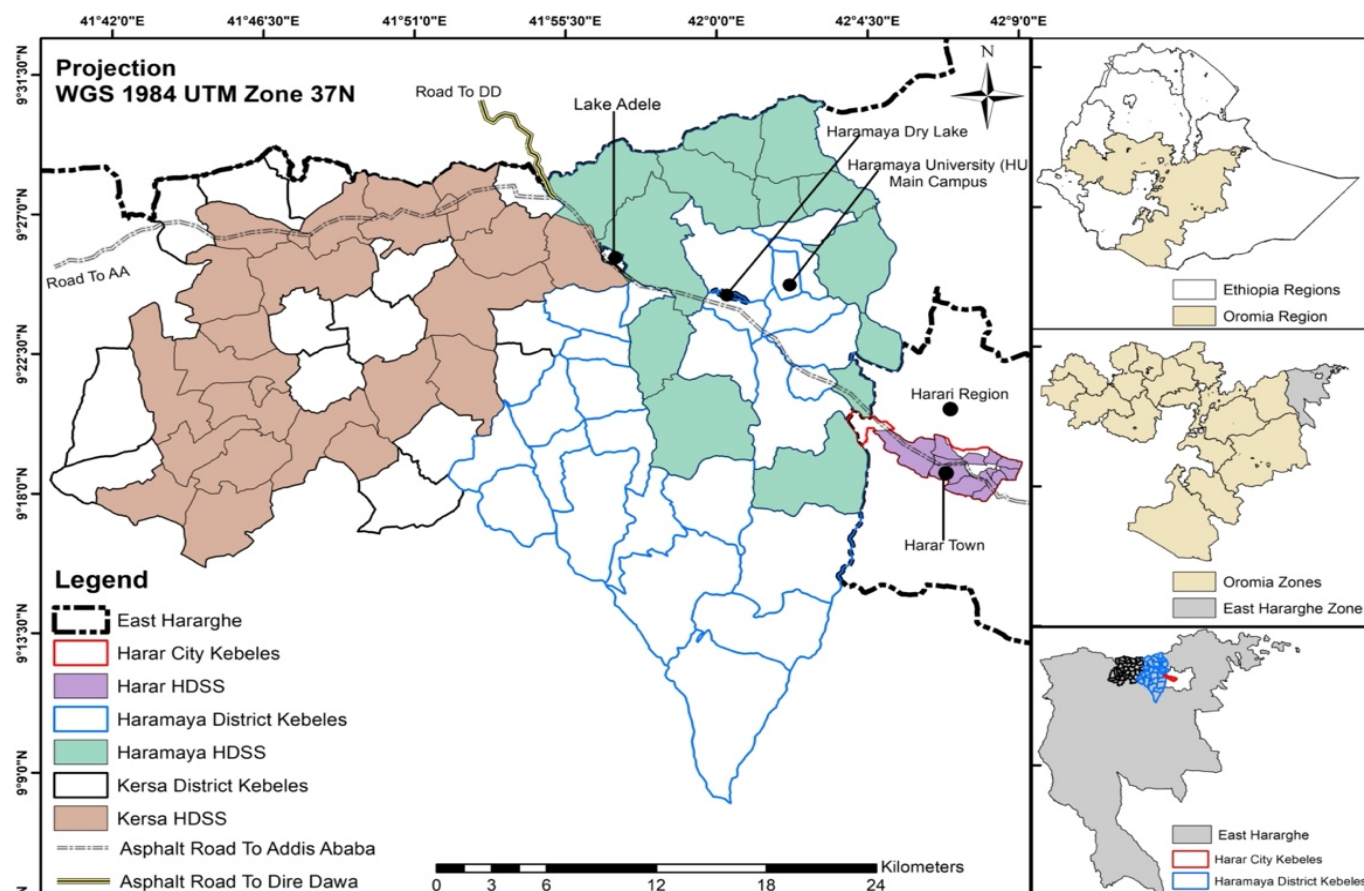 41°42'0"E 41°46'30"E 41°51'0"E 41°55'30"E 42°0'0"E 42°4'30"E 42°9'0"E
9°31'30"N
9°27'0"N
9°22'30"N
9°18'0"N
9°13'30"N
9°9'0"N
Projection
WGS 1984 UTM Zone 37N
N
Road To DD
Lake Adele
Haramaya Dry Lake
Haramaya University (HU
Main Campus
Road To AA
Harari Region
Harar Town
Legend
East Hararghe
Harar City Kebeles
Harar HDSS
Haramaya District Kebeles
Haramaya HDSS
Kersa District Kebeles
Kersa HDSS
Asphalt Road To Addis Ababa
Asphalt Road To Dire Dawa
Kilometers
0 3 6 12 18 24
Ethiopia Regions
Oromia Region
Oromia Zones
East Hararghe Zone
East Hararghe
Harar City Kebeles
Haramaya District Kebeles